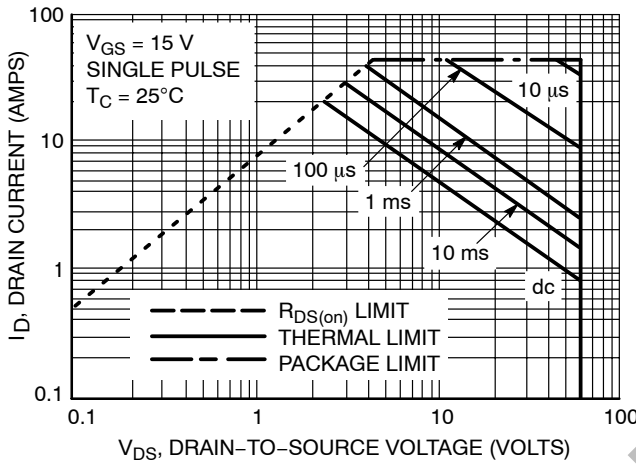 100
V_GS = 15 V
SINGLE PULSE
T_C = 25°C
10 μs
10
100 μs
1 ms
10 ms
1
dc
R_DS(on) LIMIT
THERMAL LIMIT
PACKAGE LIMIT
0.1
0.1 1 10 100
V_DS, DRAIN−TO−SOURCE VOLTAGE (VOLTS)
I_D, DRAIN CURRENT (AMPS)